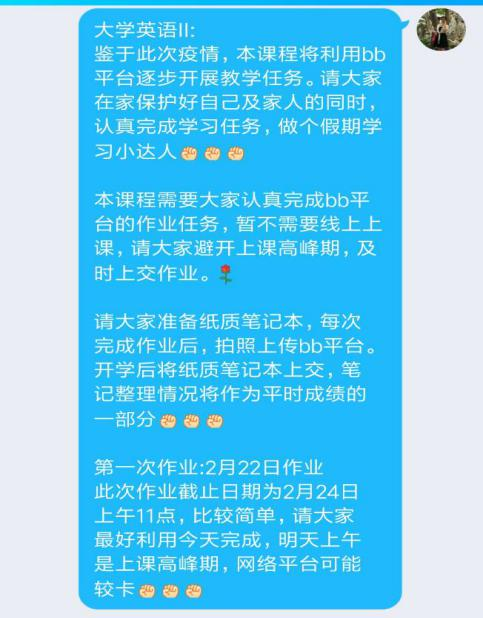 大学英语II:
鉴于此次疫情，本课程将利用bb
平台逐步开展教学任务。请大家
在家保护好自己及家人的同时，
认真完成学习任务，做个假期学
习小达人✊🏻✊🏻✊🏻
本课程需要大家认真完成bb平
台的作业任务，暂不需要线上上
课，请大家避开上课高峰期，及
时上交作业。🌹
请大家准备纸质笔记本，每次
完成作业后，拍照上传bb平台。
开学后将纸质笔记本上交，笔
记整理情况将作为平时成绩的
一部分✊🏻✊🏻✊🏻
第一次作业:2月22日作业
此次作业截止日期为2月24日
上午11点，比较简单，请大家
最好利用今天完成，明天上午
是上课高峰期，网络平台可能
较卡✊🏻✊🏻✊🏻